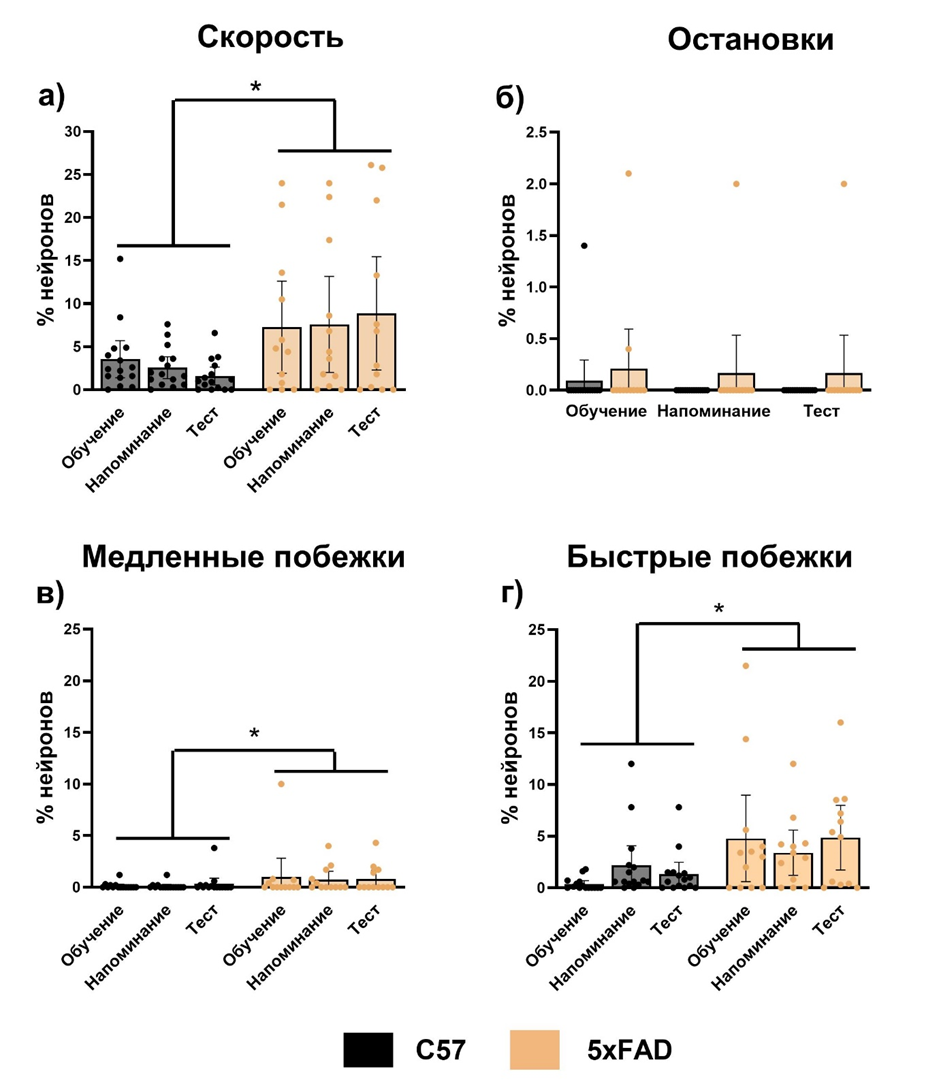 Скорость
Остановки
а)
*
% нейронов
30
25
20
15
10
5
0
Обучение
Напоминание
Тест
Обучение
Напоминание
Тест
б)
% нейронов
2.5
2.0
1.5
1.0
0.5
0.0
Обучение Напоминание Тест
Медленные побежки
Быстрые побежки
в)
*
% нейронов
25
20
15
10
5
0
Обучение
Напоминание
Тест
Обучение
Напоминание
Тест
г)
*
% нейронов
25
20
15
10
5
0
Обучение
Напоминание
Тест
Обучение
Напоминание
Тест
C57 5xFAD